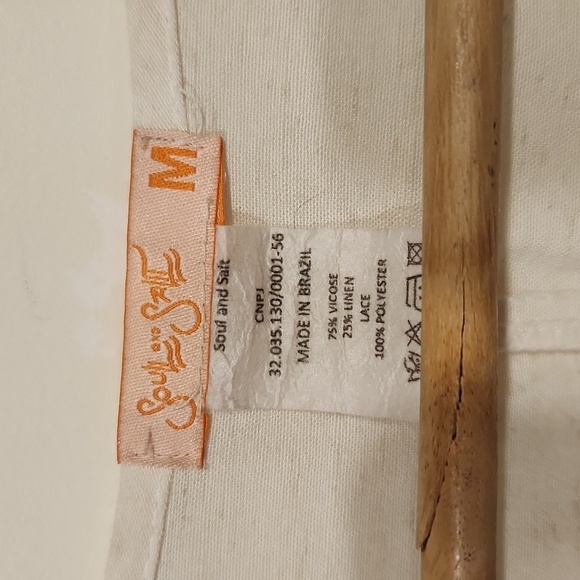 Soul and Salt
M
Soul and Salt
CNPJ
32.035.130/0001-56
MADE IN BRAZIL
75% VICOSE
25% LINEN
LACE
100% POLYESTER